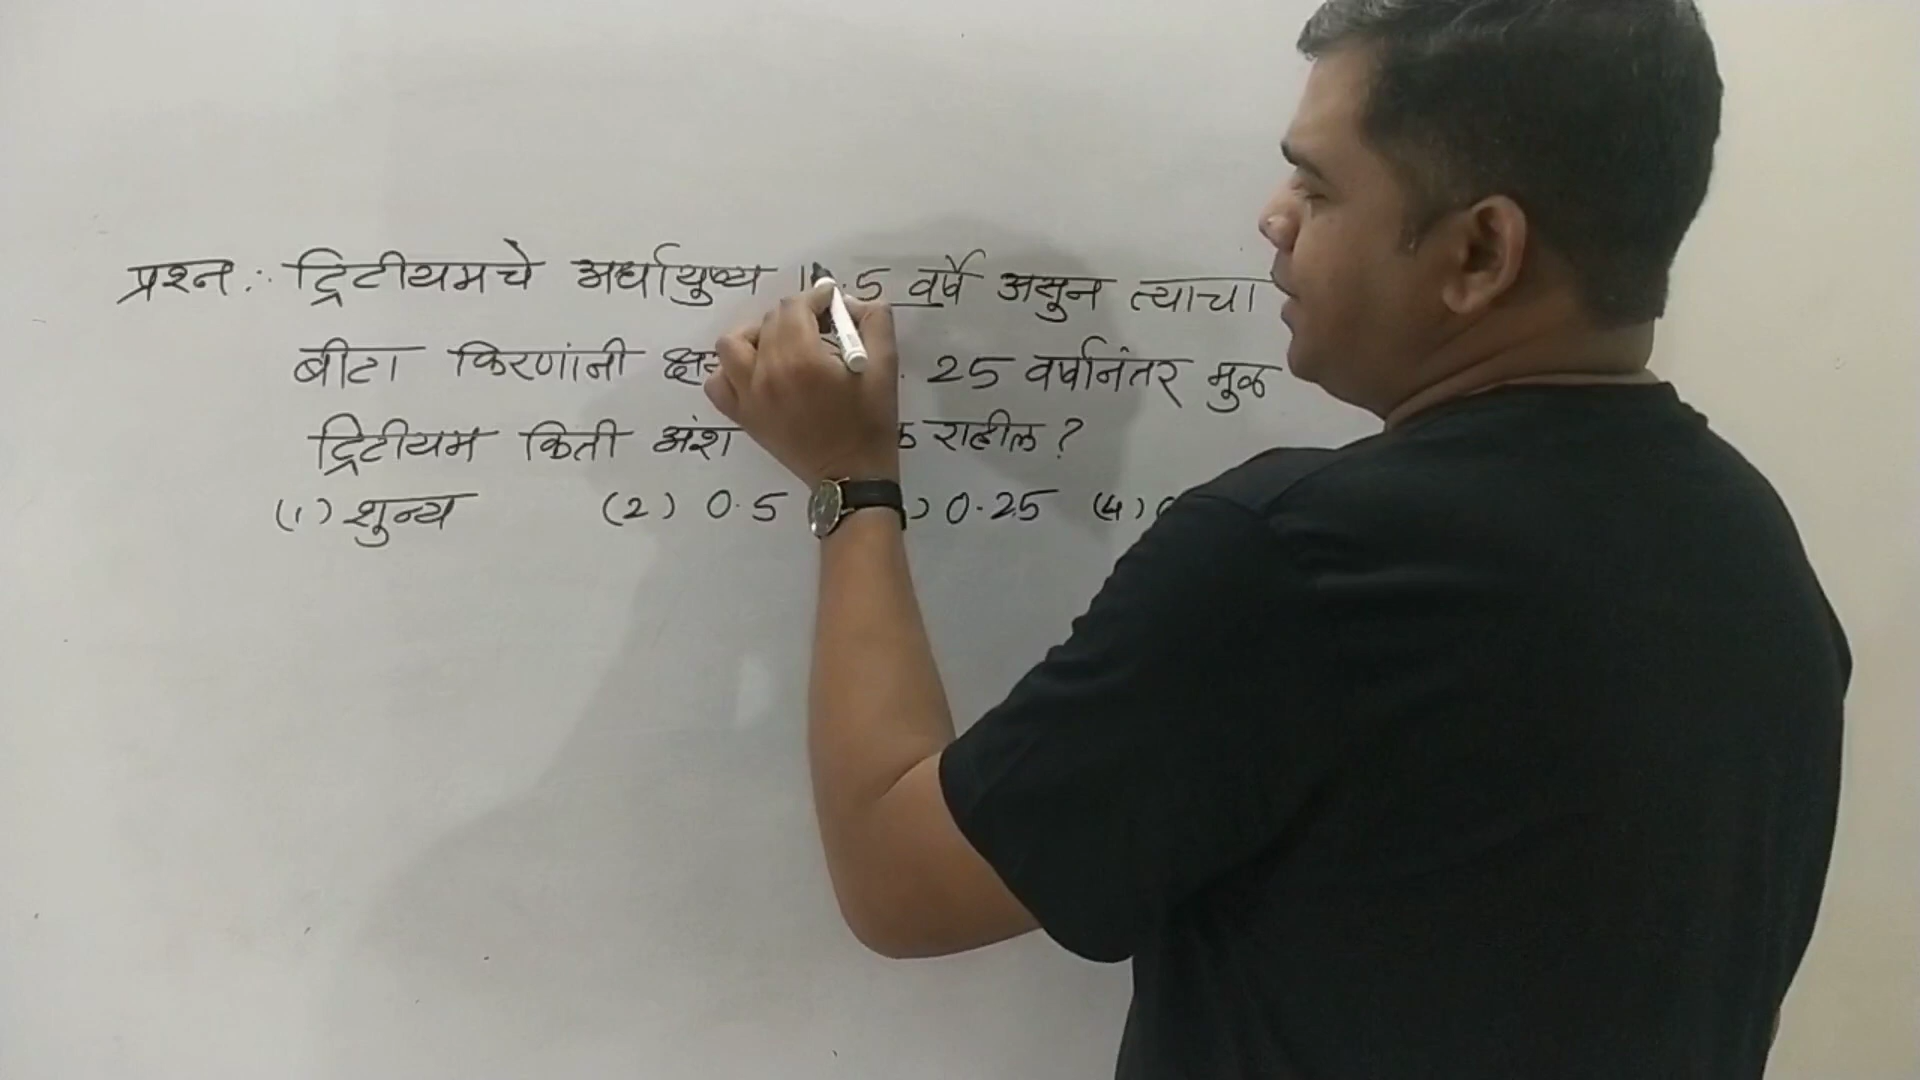 प्रश्न.: ट्रिटीयमचे अर्धायुष्य .5 वर्षे असुन त्याचा
बीटा किरणांनी 25 वर्षानंतर मुळ
ट्रिटीयम किती अंश राहील?
(1) शुन्य (2) 0.5 ) 0.25 (4)